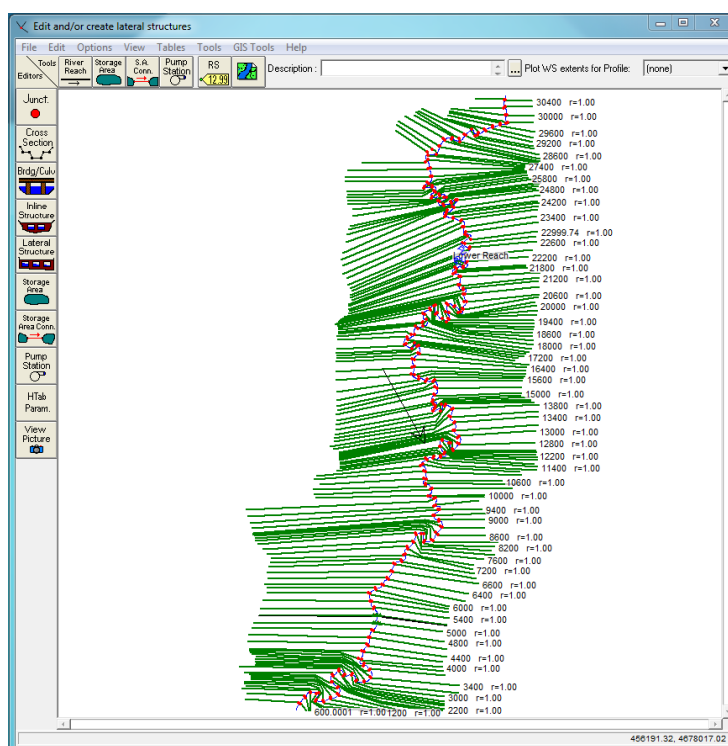 Edit and/or create lateral structures
File Edit Options View Tables Tools GIS Tools Help
Tools
Editors
River
Reach
Storage
Area
S.A.
Conn.
Pump
Station
RS
12.99
Description :
...
Plot WS extents for Profile:
(none)
Junct.
Cross
Section
Brdg/Culv
Inline
Structure
Lateral
Structure
Storage
Area
Storage
Area Conn.
Pump
Station
HTab
Param.
View
Picture
30400 r=1.00
30000 r=1.00
29600 r=1.00
29200 r=1.00
28600 r=1.00
27400 r=1.00
25800 r=1.00
24800 r=1.00
24200 r=1.00
23400 r=1.00
22999.74 r=1.00
22600 r=1.00
Lower Reach
22200 r=1.00
21800 r=1.00
21200 r=1.00
20600 r=1.00
20000 r=1.00
19400 r=1.00
18600 r=1.00
18000 r=1.00
17200 r=1.00
16400 r=1.00
15600 r=1.00
15000 r=1.00
13800 r=1.00
13400 r=1.00
13000 r=1.00
12800 r=1.00
12200 r=1.00
11400 r=1.00
10600 r=1.00
10000 r=1.00
9400 r=1.00
9000 r=1.00
8600 r=1.00
8200 r=1.00
7600 r=1.00
7200 r=1.00
6600 r=1.00
6400 r=1.00
6000 r=1.00
5400 r=1.00
5000 r=1.00
4800 r=1.00
4400 r=1.00
4000 r=1.00
3400 r=1.00
3000 r=1.00
2200 r=1.00
600.0001 r=1.00 1200 r=1.00
456191.32, 4678017.02